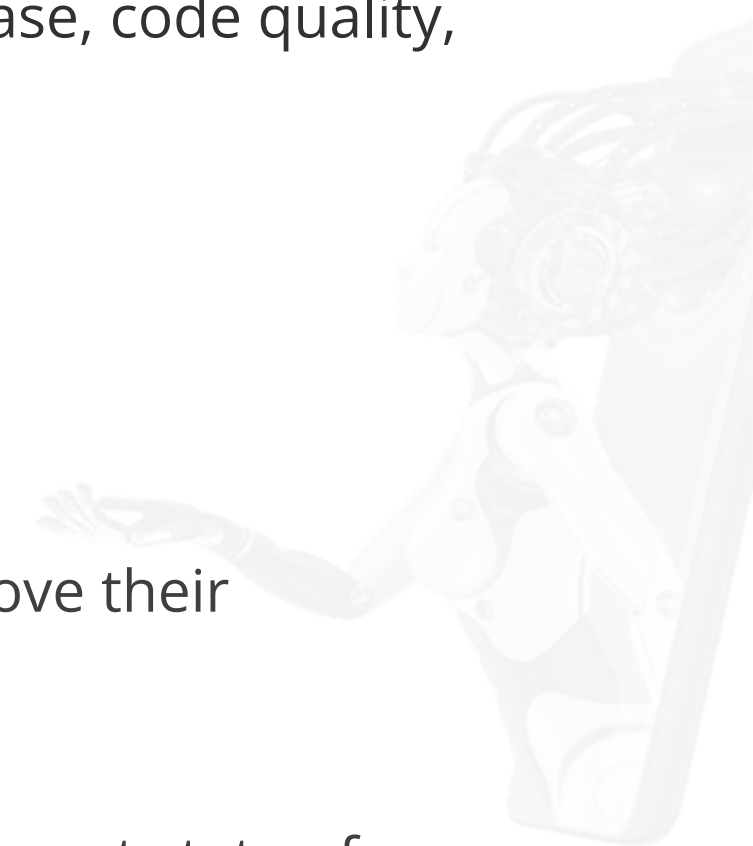 ase, code quality,
ove their